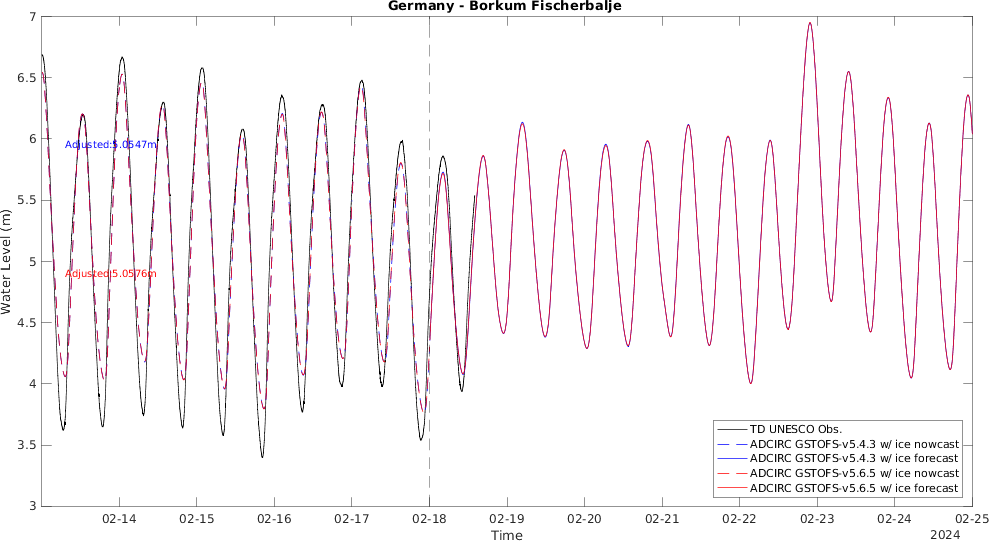 Germany - Borkum Fischerbalje
Water Level (m)
7
6.5
6
5.5
5
4.5
4
3.5
3
Adjusted:5.0547m
Adjusted:5.0576m
TD UNESCO Obs.
ADCIRC GSTOFS-v5.4.3 w/ ice nowcast
ADCIRC GSTOFS-v5.4.3 w/ ice forecast
ADCIRC GSTOFS-v5.6.5 w/ ice nowcast
ADCIRC GSTOFS-v5.6.5 w/ ice forecast
02-14 02-15 02-16 02-17 02-18 02-19 02-20 02-21 02-22 02-23 02-24 02-25
Time
2024